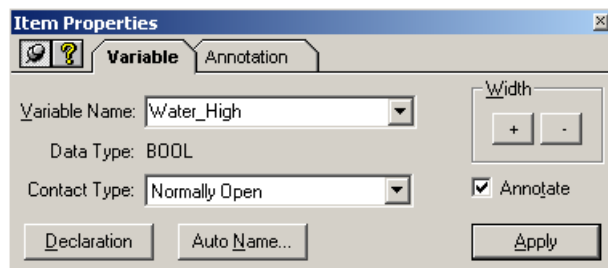 Item Properties
? Variable Annotation
Variable Name: Water_High
Width
+ -
Data Type: BOOL
Contact Type: Normally Open
Annotate
Declaration Auto Name... Apply